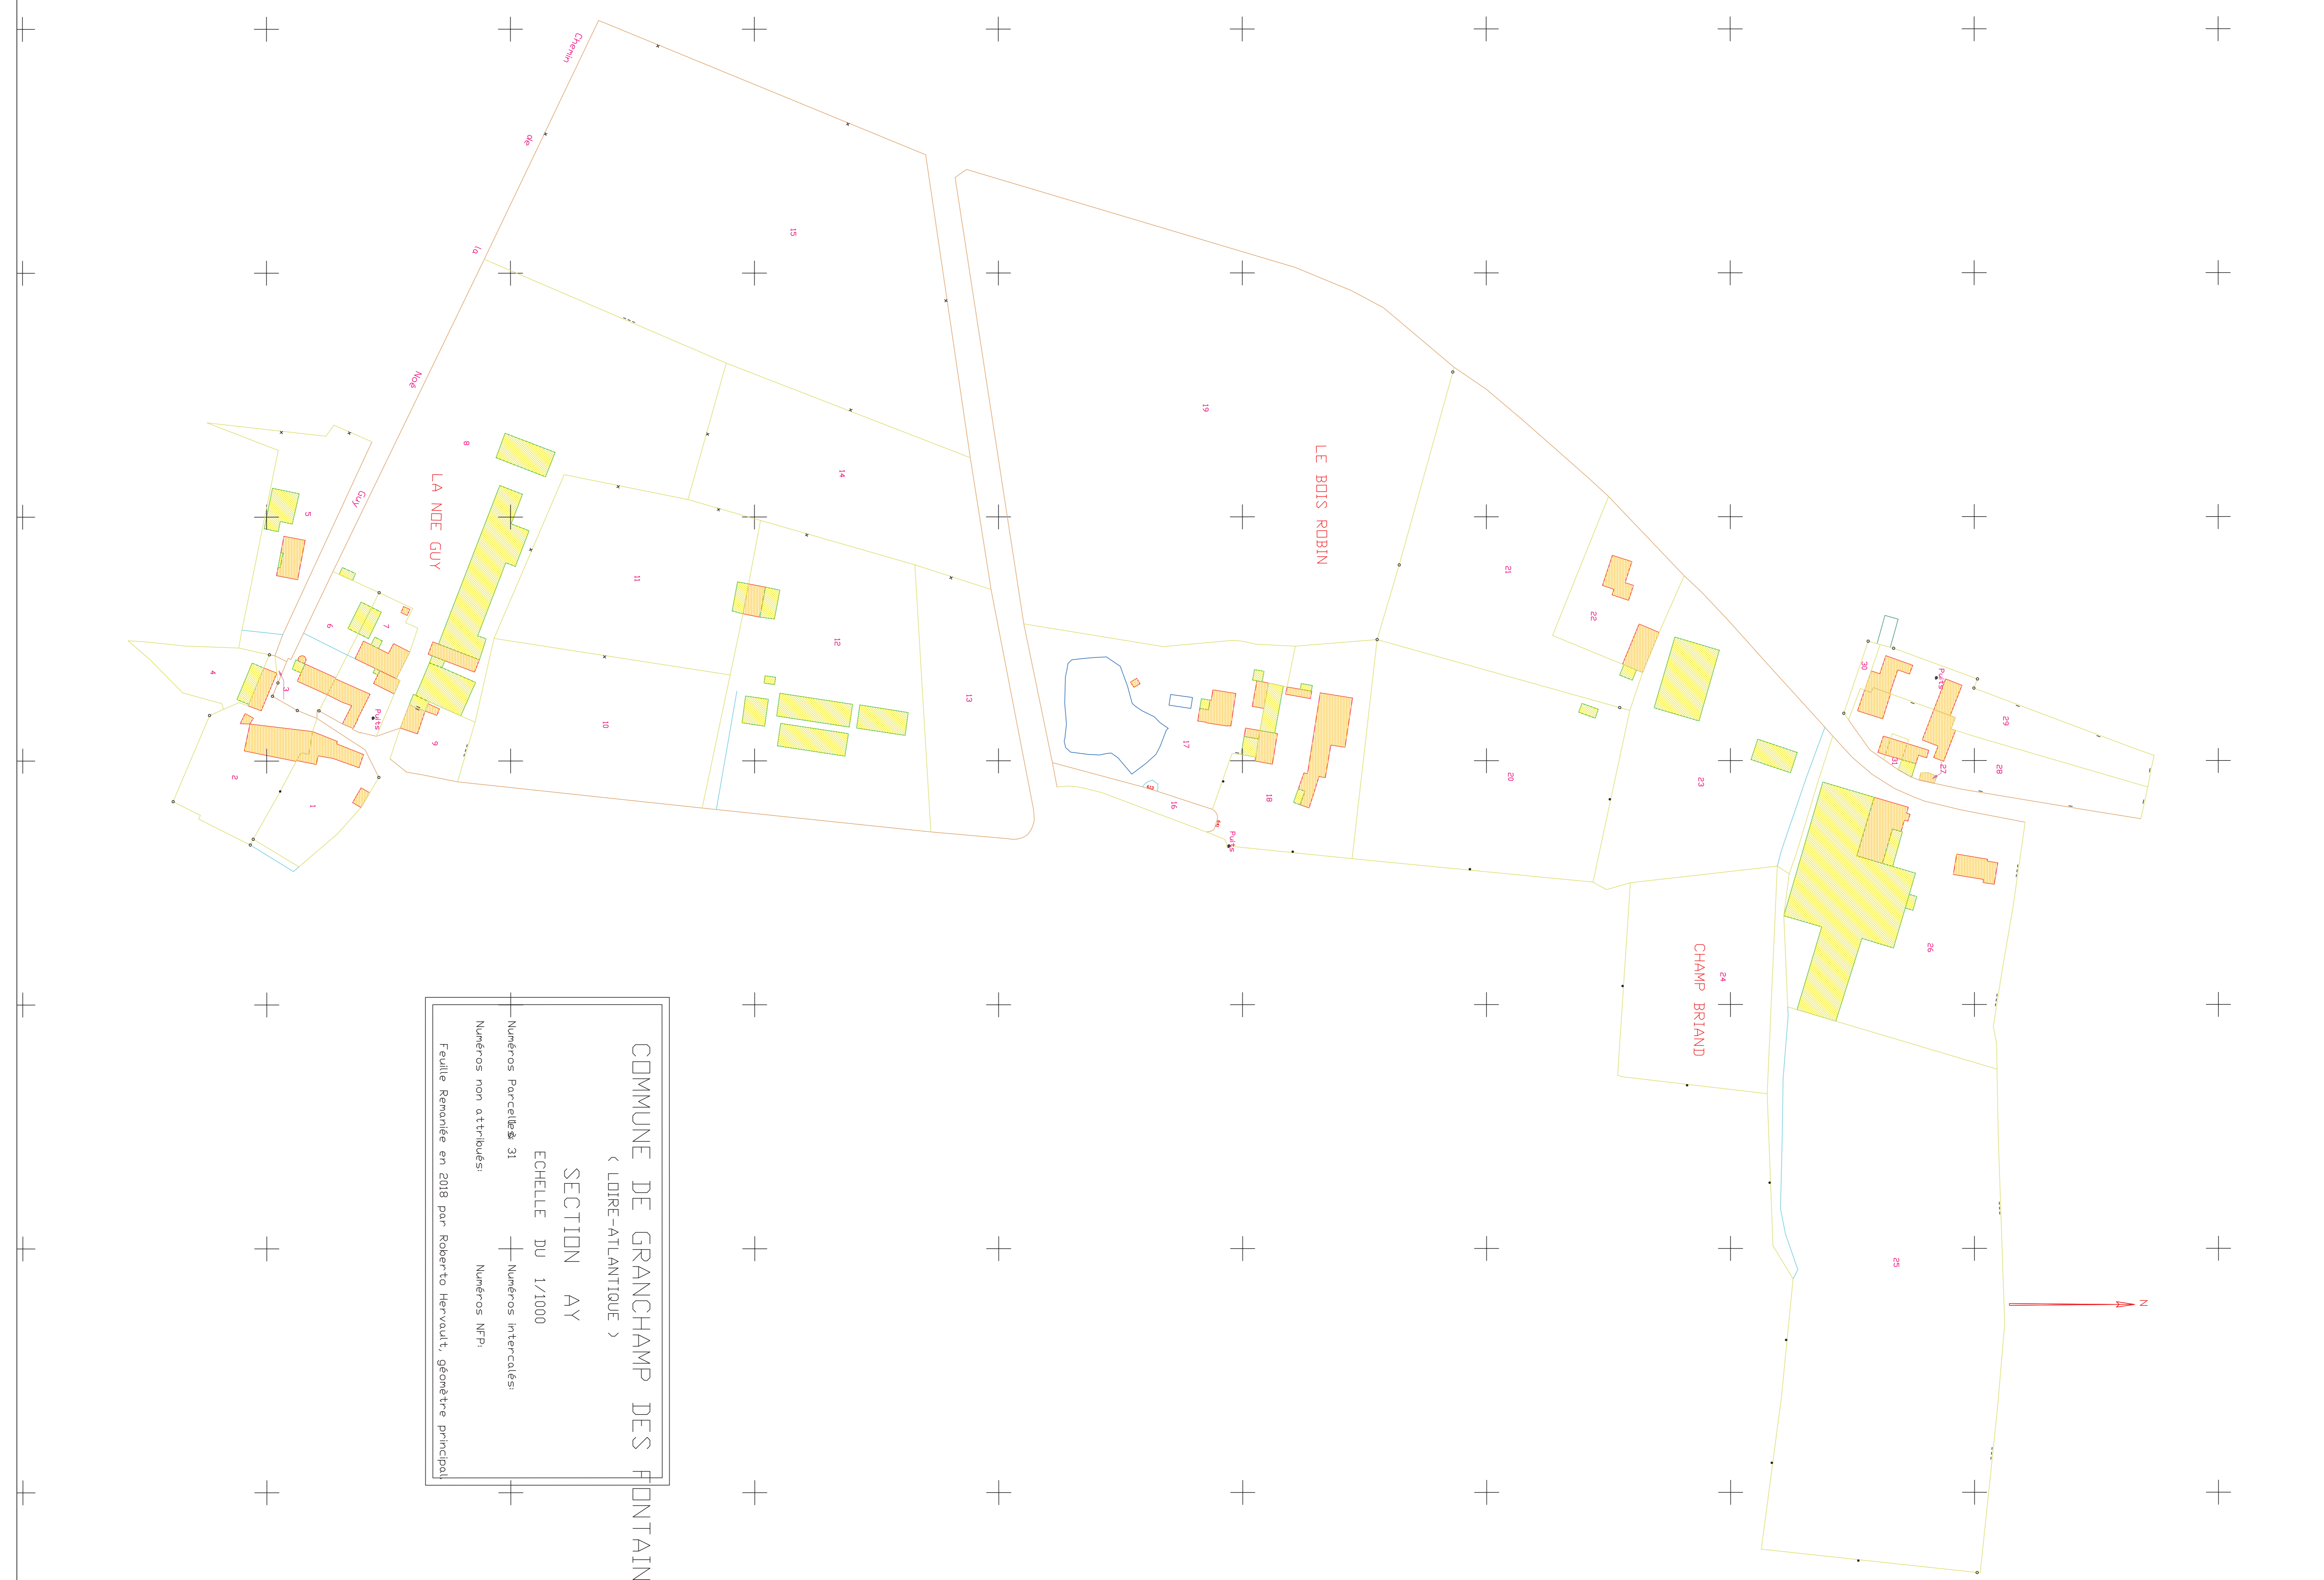 COMMUNE DE GRANCHAMP DES FONTAIN
( LOIRE-ATLANTIQUE )
SECTION AY
ECHELLE DU 1/1000
Numéros Parcelles 31
Numéros intercalés:
Numéros non attribués:
Numéros NFP:
Feuille Remaniée en 2018 par Roberto Hervault, géomètre principal.
N
Chemin
de
la
Noë
Guy
LA NOE GUY
LE BOIS ROBIN
CHAMP BRIAND
Puits
Puits
Puits
1
2
3
4
5
6
7
8
9
10
11
12
13
14
15
16
17
18
19
20
21
22
23
24
25
26
27
28
29
30
31